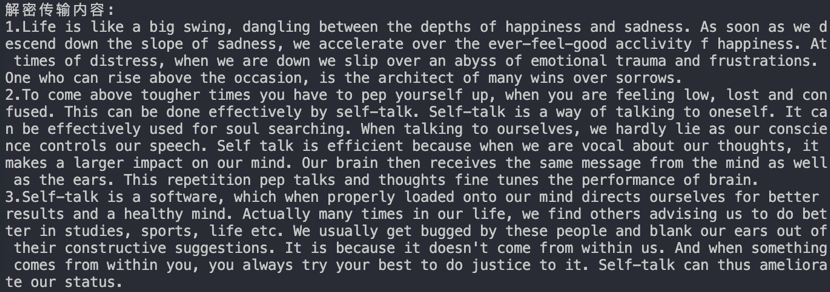 解密传输内容:
1.Life is like a big swing, dangling between the depths of happiness and sadness. As soon as we d
escend down the slope of sadness, we accelerate over the ever-feel-good acclivity f happiness. At
 times of distress, when we are down we slip over an abyss of emotional trauma and frustrations.
One who can rise above the occasion, is the architect of many wins over sorrows.
2.To come above tougher times you have to pep yourself up, when you are feeling low, lost and con
fused. This can be done effectively by self-talk. Self-talk is a way of talking to oneself. It ca
n be effectively used for soul searching. When talking to ourselves, we hardly lie as our conscie
nce controls our speech. Self talk is efficient because when we are vocal about our thoughts, it
makes a larger impact on our mind. Our brain then receives the same message from the mind as well
 as the ears. This repetition pep talks and thoughts fine tunes the performance of brain.
3.Self-talk is a software, which when properly loaded onto our mind directs ourselves for better
results and a healthy mind. Actually many times in our life, we find others advising us to do bet
ter in studies, sports, life etc. We usually get bugged by these people and blank our ears out of
 their constructive suggestions. It is because it doesn't come from within us. And when something
 comes from within you, you always try your best to do justice to it. Self-talk can thus ameliora
te our status.